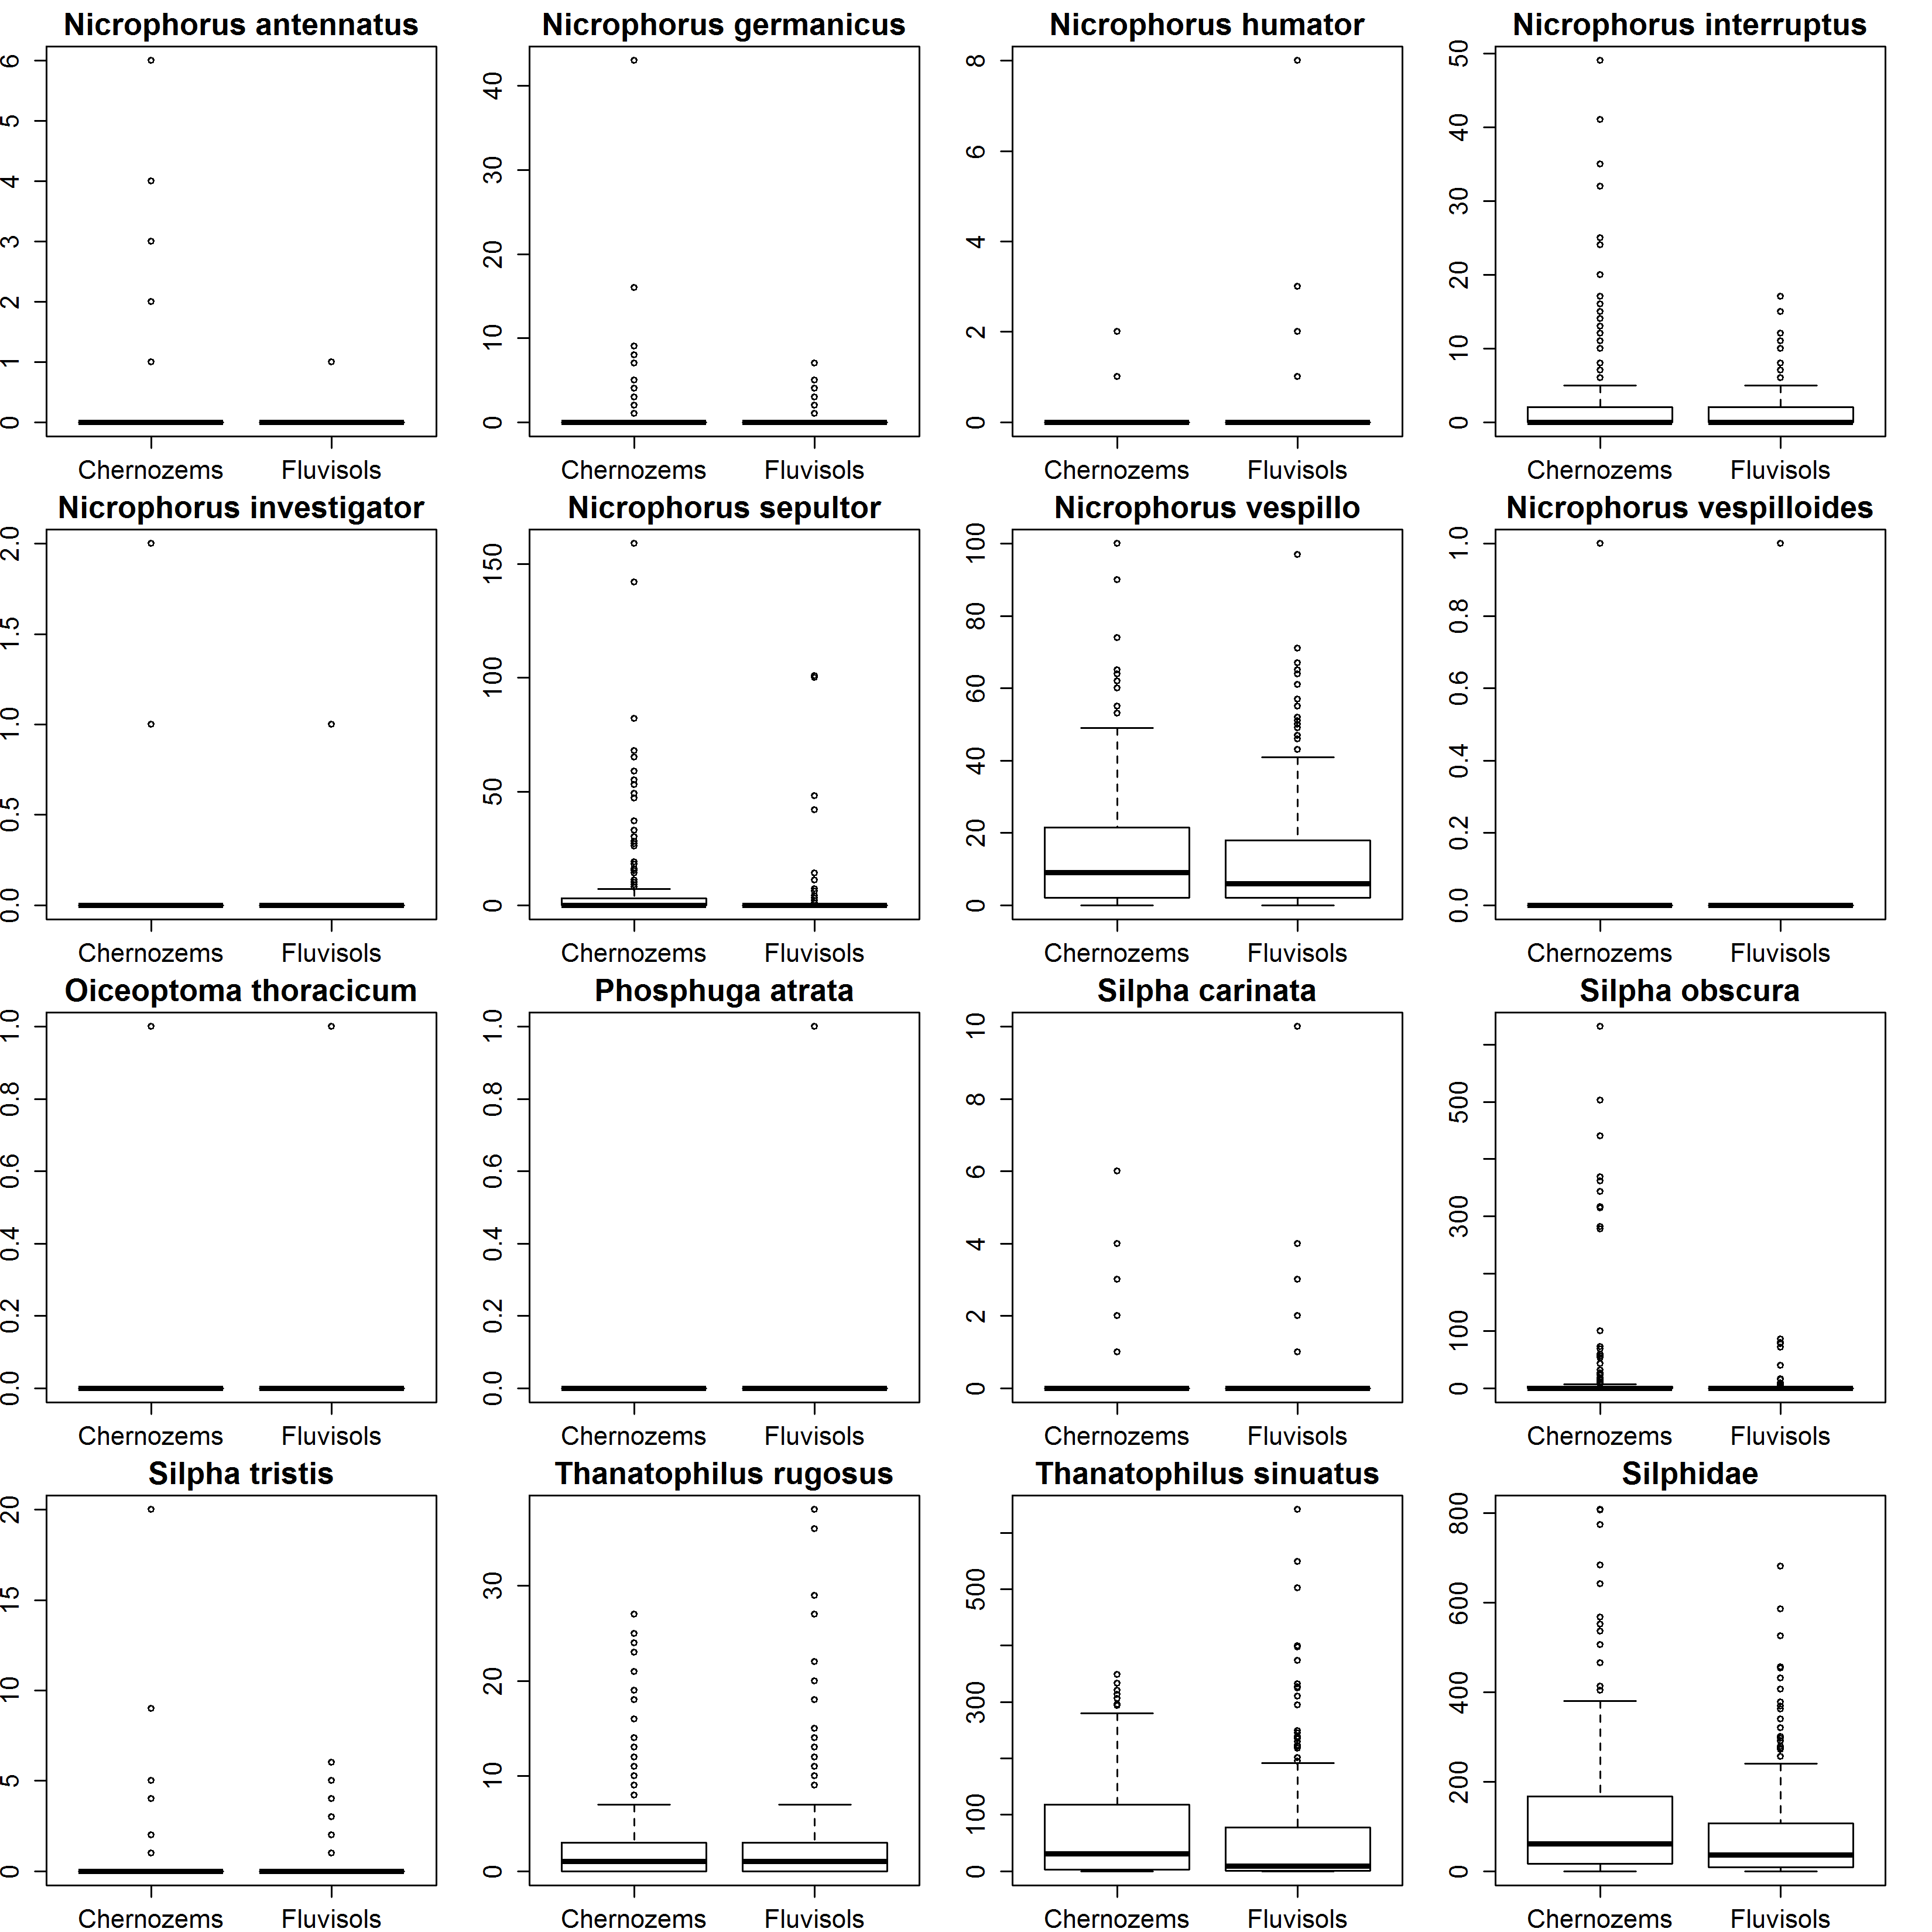 Nicrophorus antennatus
0 1 2 3 4 5 6
Chernozems Fluvisols
Nicrophorus germanicus
0 10 20 30 40
Chernozems Fluvisols
Nicrophorus humator
0 2 4 6 8
Chernozems Fluvisols
Nicrophorus interruptus
0 10 20 30 40 50
Chernozems Fluvisols
Nicrophorus investigator
0.0 0.5 1.0 1.5 2.0
Chernozems Fluvisols
Nicrophorus sepultor
0 50 100 150
Chernozems Fluvisols
Nicrophorus vespillo
0 20 40 60 80 100
Chernozems Fluvisols
Nicrophorus vespilloides
0.0 0.2 0.4 0.6 0.8 1.0
Chernozems Fluvisols
Oiceoptoma thoracicum
0.0 0.2 0.4 0.6 0.8 1.0
Chernozems Fluvisols
Phosphuga atrata
0.0 0.2 0.4 0.6 0.8 1.0
Chernozems Fluvisols
Silpha carinata
0 2 4 6 8 10
Chernozems Fluvisols
Silpha obscura
0 100 300 500
Chernozems Fluvisols
Silpha tristis
0 5 10 15 20
Chernozems Fluvisols
Thanatophilus rugosus
0 10 20 30
Chernozems Fluvisols
Thanatophilus sinuatus
0 100 300 500
Chernozems Fluvisols
Silphidae
0 200 400 600 800
Chernozems Fluvisols